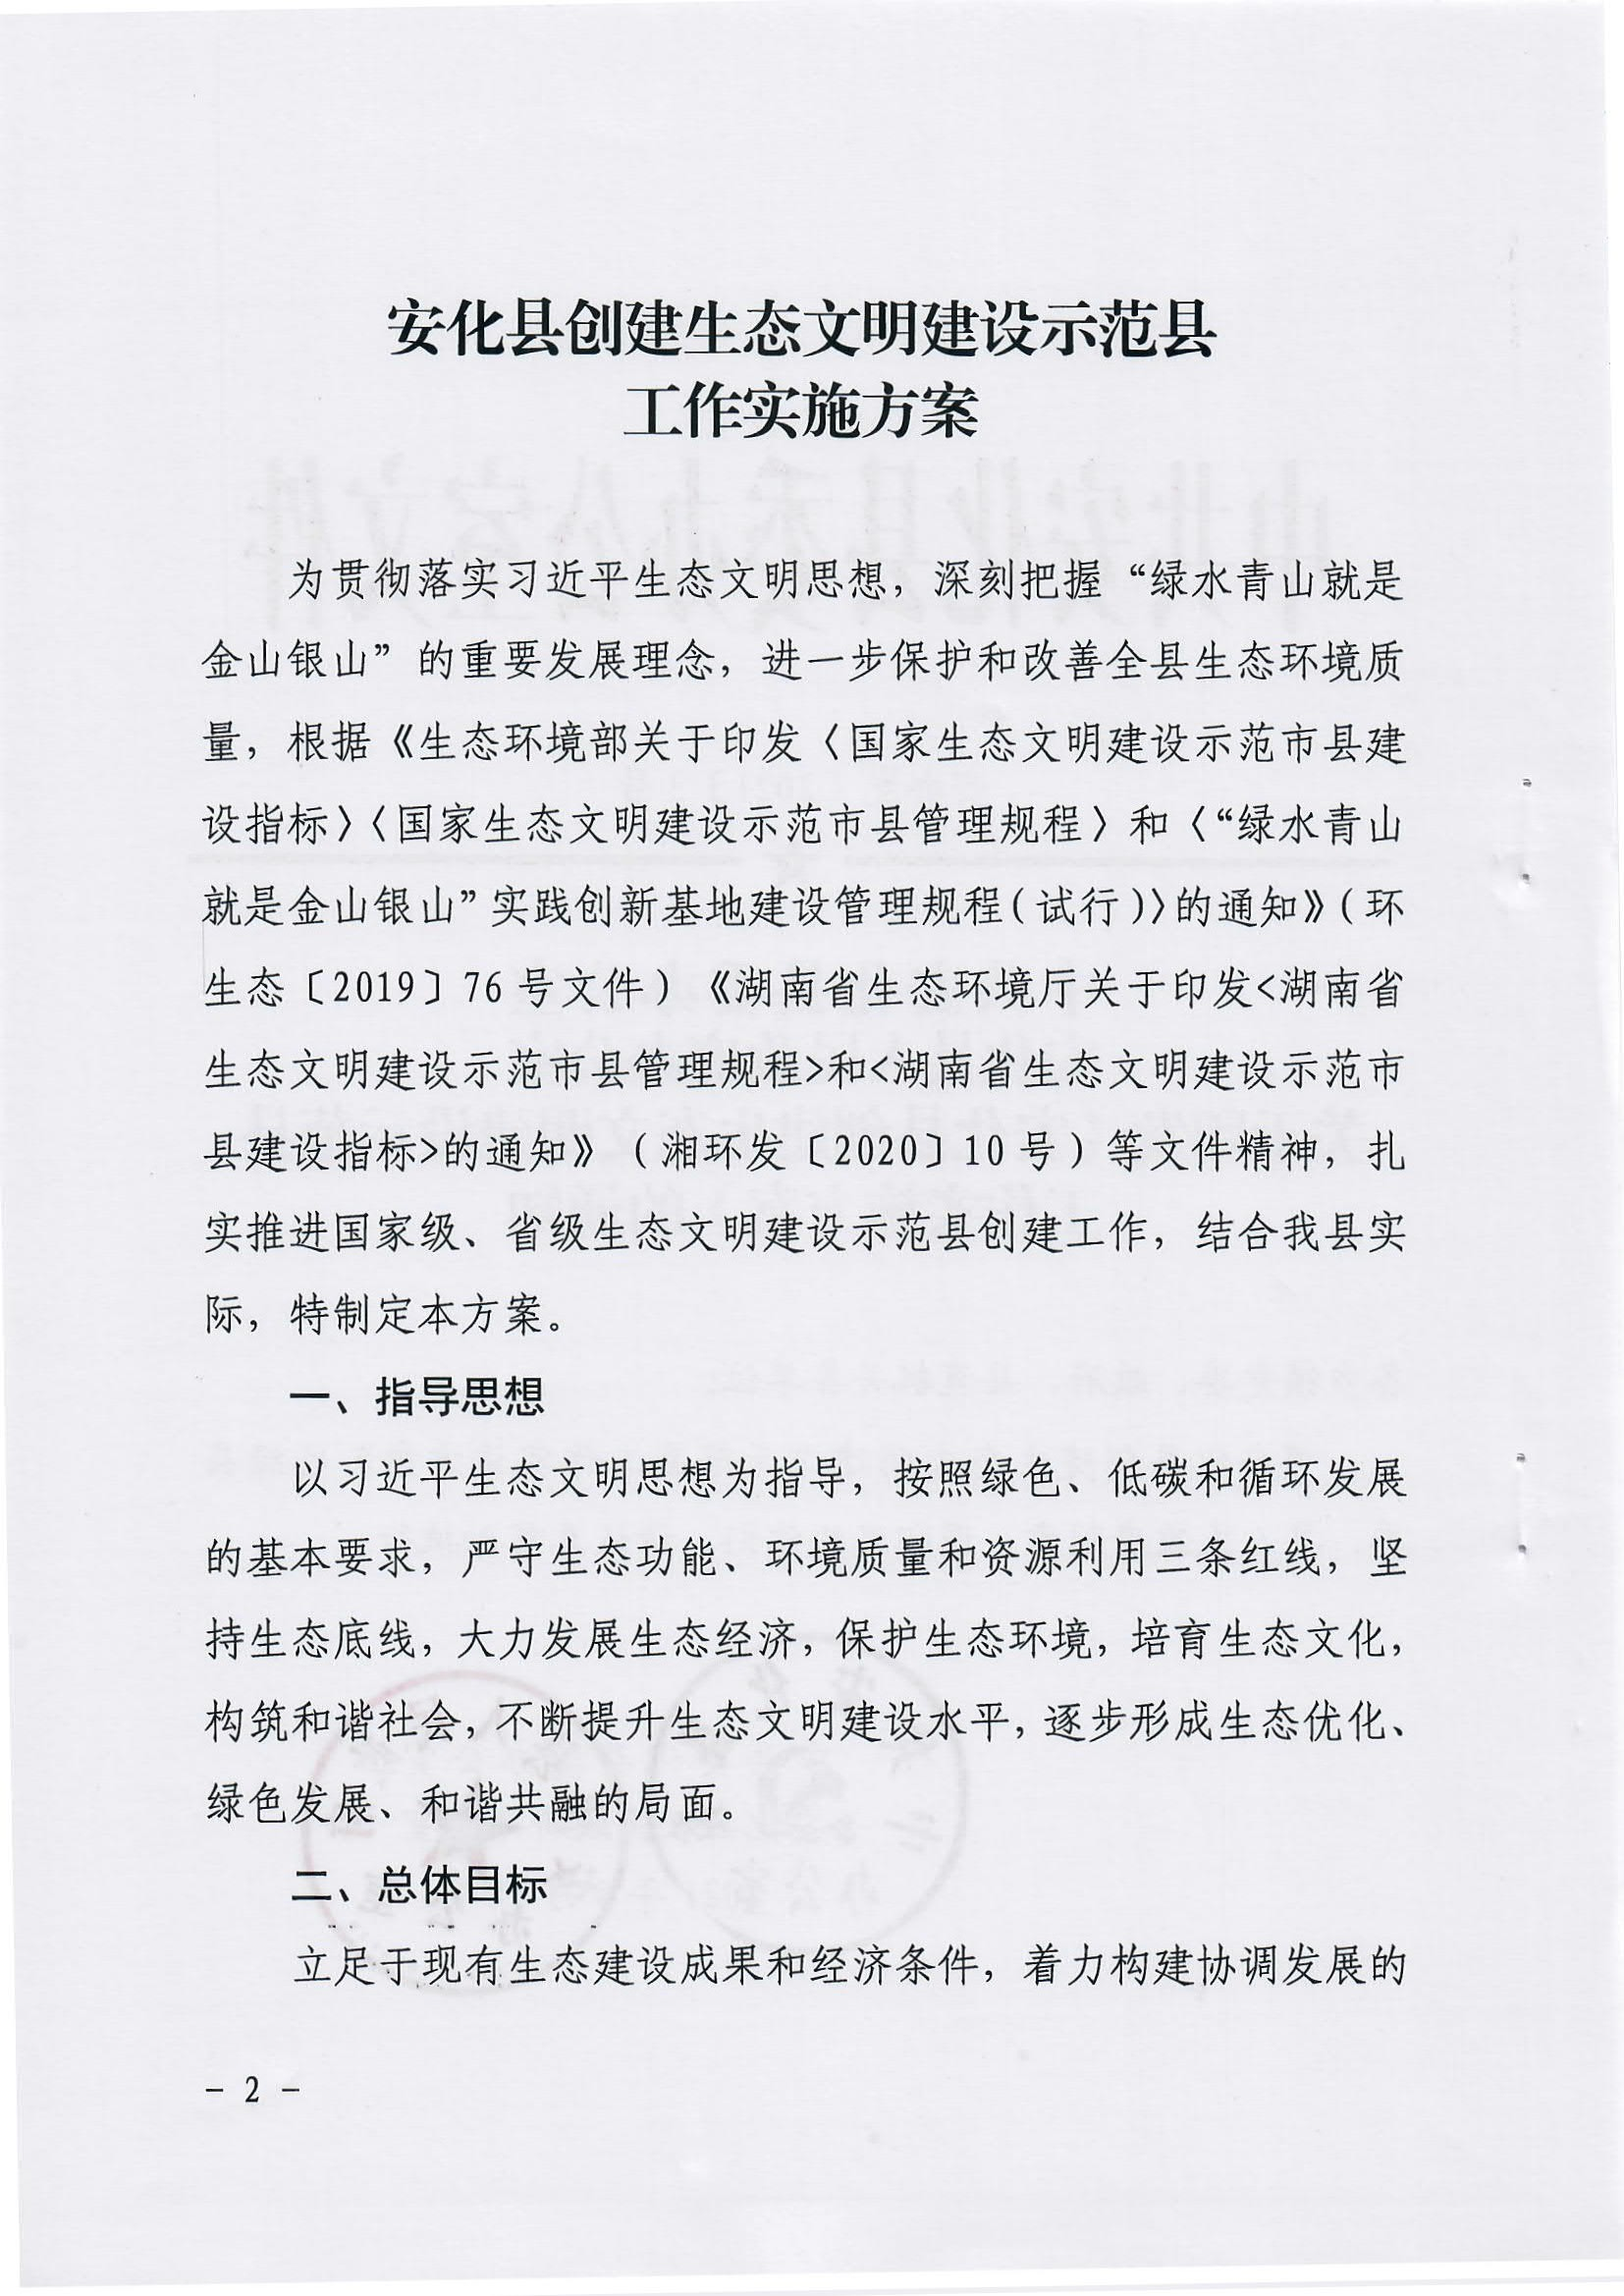 安化县创建生态文明建设示范县
工作实施方案
为贯彻落实习近平生态文明思想，深刻把握“绿水青山就是
金山银山”的重要发展理念，进一步保护和改善全县生态环境质
量，根据《生态环境部关于印发〈国家生态文明建设示范市县建
设指标〉〈国家生态文明建设示范市县管理规程〉和〈“绿水青山
就是金山银山”实践创新基地建设管理规程（试行）〉的通知》（环
生态〔2019〕76号文件）《湖南省生态环境厅关于印发<湖南省
生态文明建设示范市县管理规程>和<湖南省生态文明建设示范市
县建设指标>的通知》（湘环发〔2020〕10号）等文件精神，扎
实推进国家级、省级生态文明建设示范县创建工作，结合我县实
际，特制定本方案。
一、指导思想
以习近平生态文明思想为指导，按照绿色、低碳和循环发展
的基本要求，严守生态功能、环境质量和资源利用三条红线，坚
持生态底线，大力发展生态经济，保护生态环境，培育生态文化，
构筑和谐社会，不断提升生态文明建设水平，逐步形成生态优化、
绿色发展、和谐共融的局面。
二、总体目标
立足于现有生态建设成果和经济条件，着力构建协调发展的
- 2 -